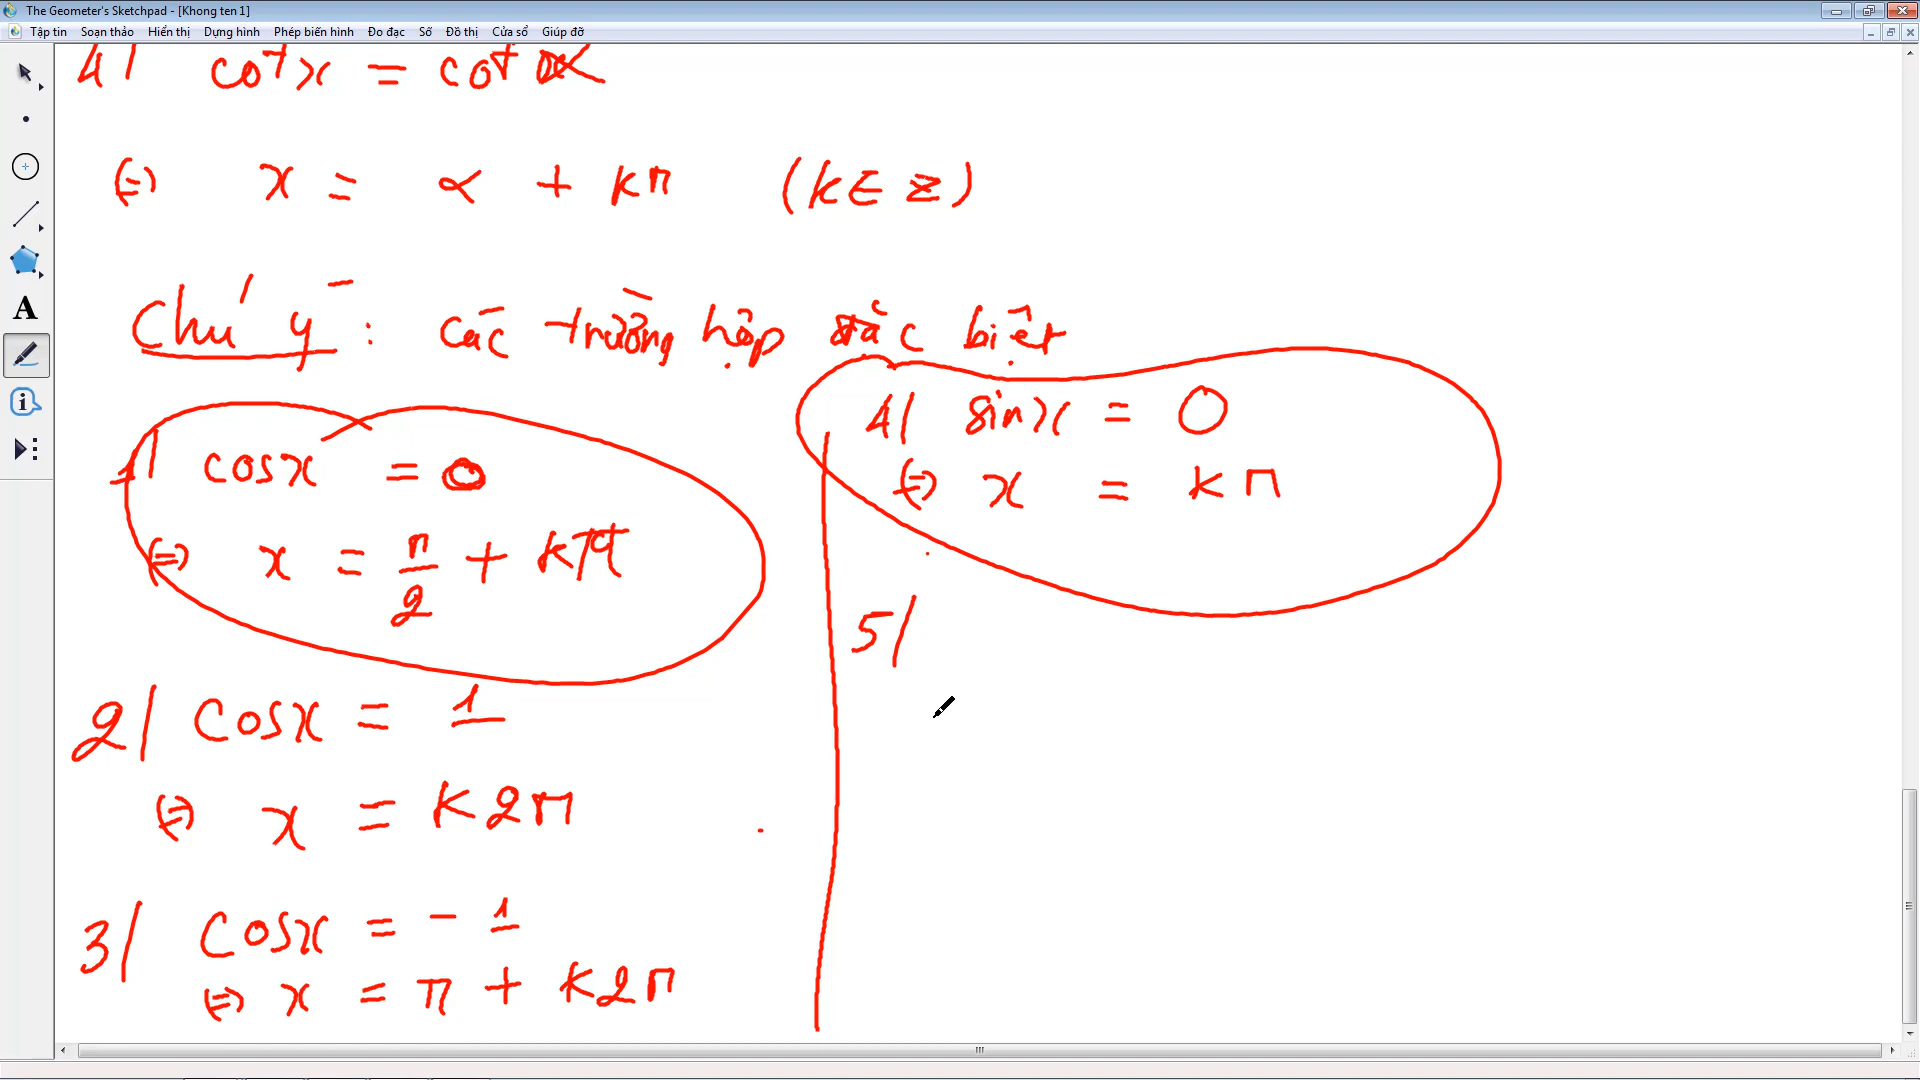 The Geometer's Sketchpad - [Khong ten 1]
Tập tin Soạn thảo Hiển thị Dựng hình Phép biến hình Đo đạc Số Đồ thị Cửa sổ Giúp đỡ
4/ cotx = cot α
⇔ x = α + kπ (k∈Z)
Chú ý : các trường hợp đặc biệt
1/ cosx = 0
⇔ x = π/2 + kπ
2/ cosx = 1
⇔ x = k2π
3/ cosx = - 1
⇔ x = π + k2π
4/ sinx = 0
⇔ x = kπ
5/